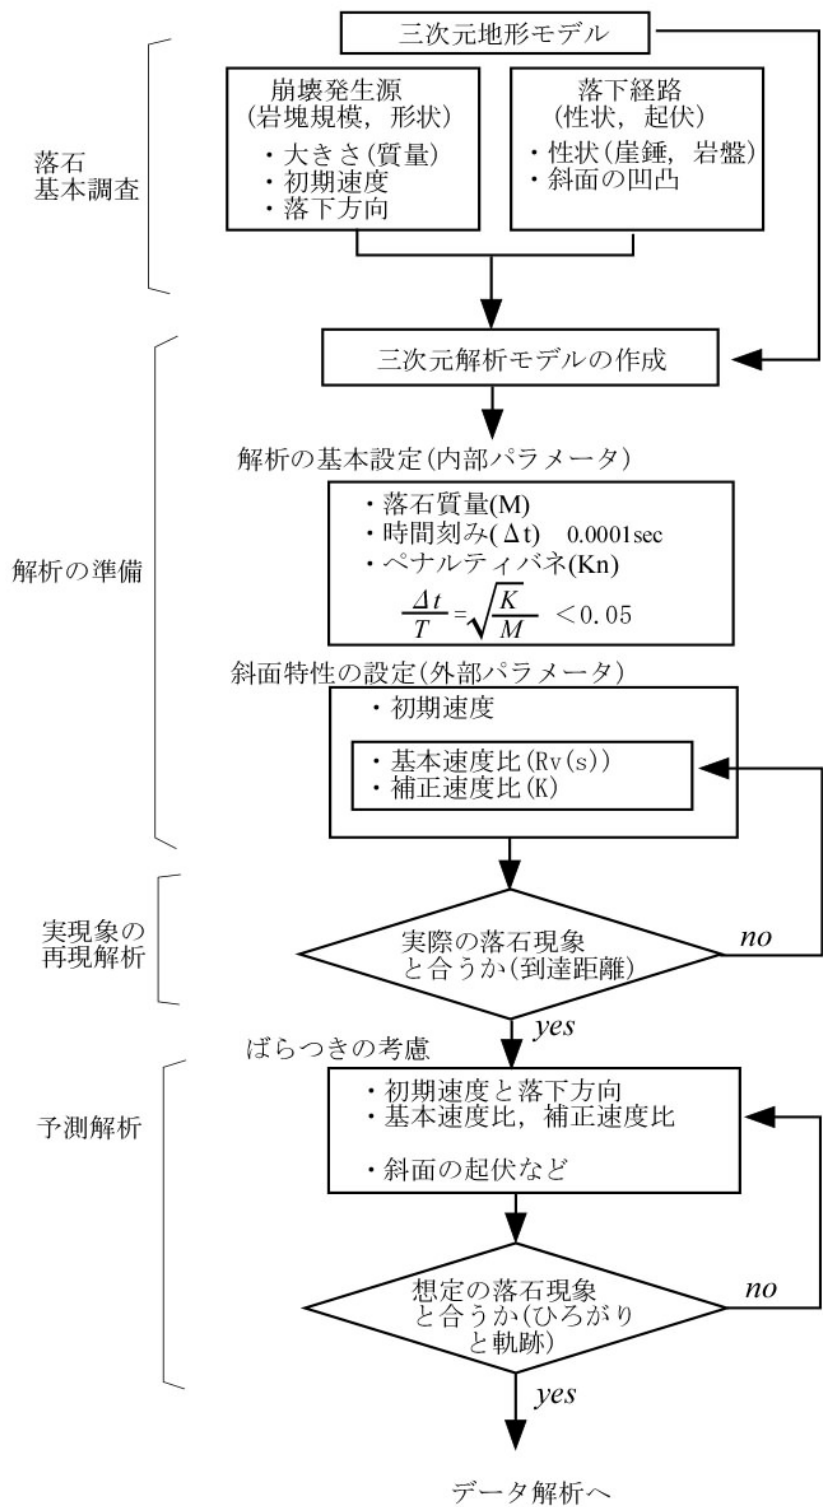 三次元地形モデル
落石
基本調査
崩壊発生源
(岩塊規模，形状)
・大きさ(質量)
・初期速度
・落下方向
落下経路
(性状，起伏)
・性状(崖錘，岩盤)
・斜面の凹凸
三次元解析モデルの作成
解析の準備
解析の基本設定(内部パラメータ)
・落石質量(M)
・時間刻み(Δt) 0.0001sec
・ペナルティバネ(Kn)
Δt/T=√K/M <0.05
斜面特性の設定(外部パラメータ)
・初期速度
・基本速度比(Rv(s))
・補正速度比(K)
実現象の
再現解析
実際の落石現象
と合うか(到達距離)
no
yes
予測解析
ばらつきの考慮
・初期速度と落下方向
・基本速度比，補正速度比
・斜面の起伏など
想定の落石現象
と合うか(ひろがり
と軌跡)
no
yes
データ解析へ